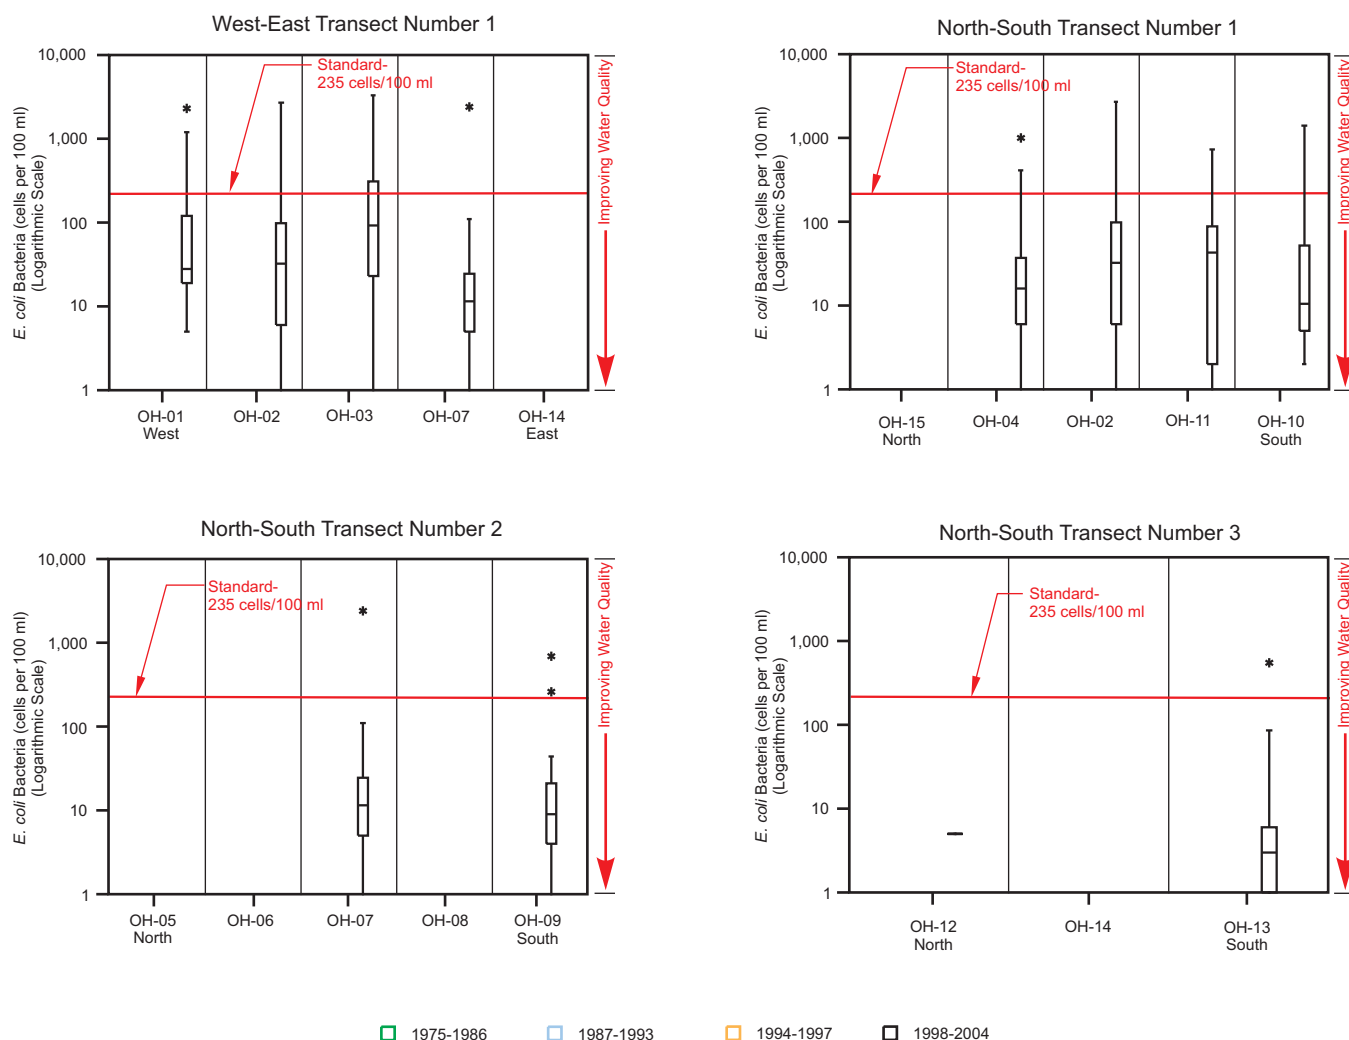 West-East Transect Number 1
E. coli Bacteria (cells per 100 ml)
(Logarithmic Scale)
10,000
1,000
100
10
1
Standard-
235 cells/100 ml
Improving Water Quality
OH-01
West
OH-02
OH-03
OH-07
OH-14
East
North-South Transect Number 1
E. coli Bacteria (cells per 100 ml)
(Logarithmic Scale)
10,000
1,000
100
10
1
Standard-
235 cells/100 ml
Improving Water Quality
OH-15
North
OH-04
OH-02
OH-11
OH-10
South
North-South Transect Number 2
E. coli Bacteria (cells per 100 ml)
(Logarithmic Scale)
10,000
1,000
100
10
1
Standard-
235 cells/100 ml
Improving Water Quality
OH-05
North
OH-06
OH-07
OH-08
OH-09
South
North-South Transect Number 3
E. coli Bacteria (cells per 100 ml)
(Logarithmic Scale)
10,000
1,000
100
10
1
Standard-
235 cells/100 ml
Improving Water Quality
OH-12
North
OH-14
OH-13
South
1975-1986
1987-1993
1994-1997
1998-2004